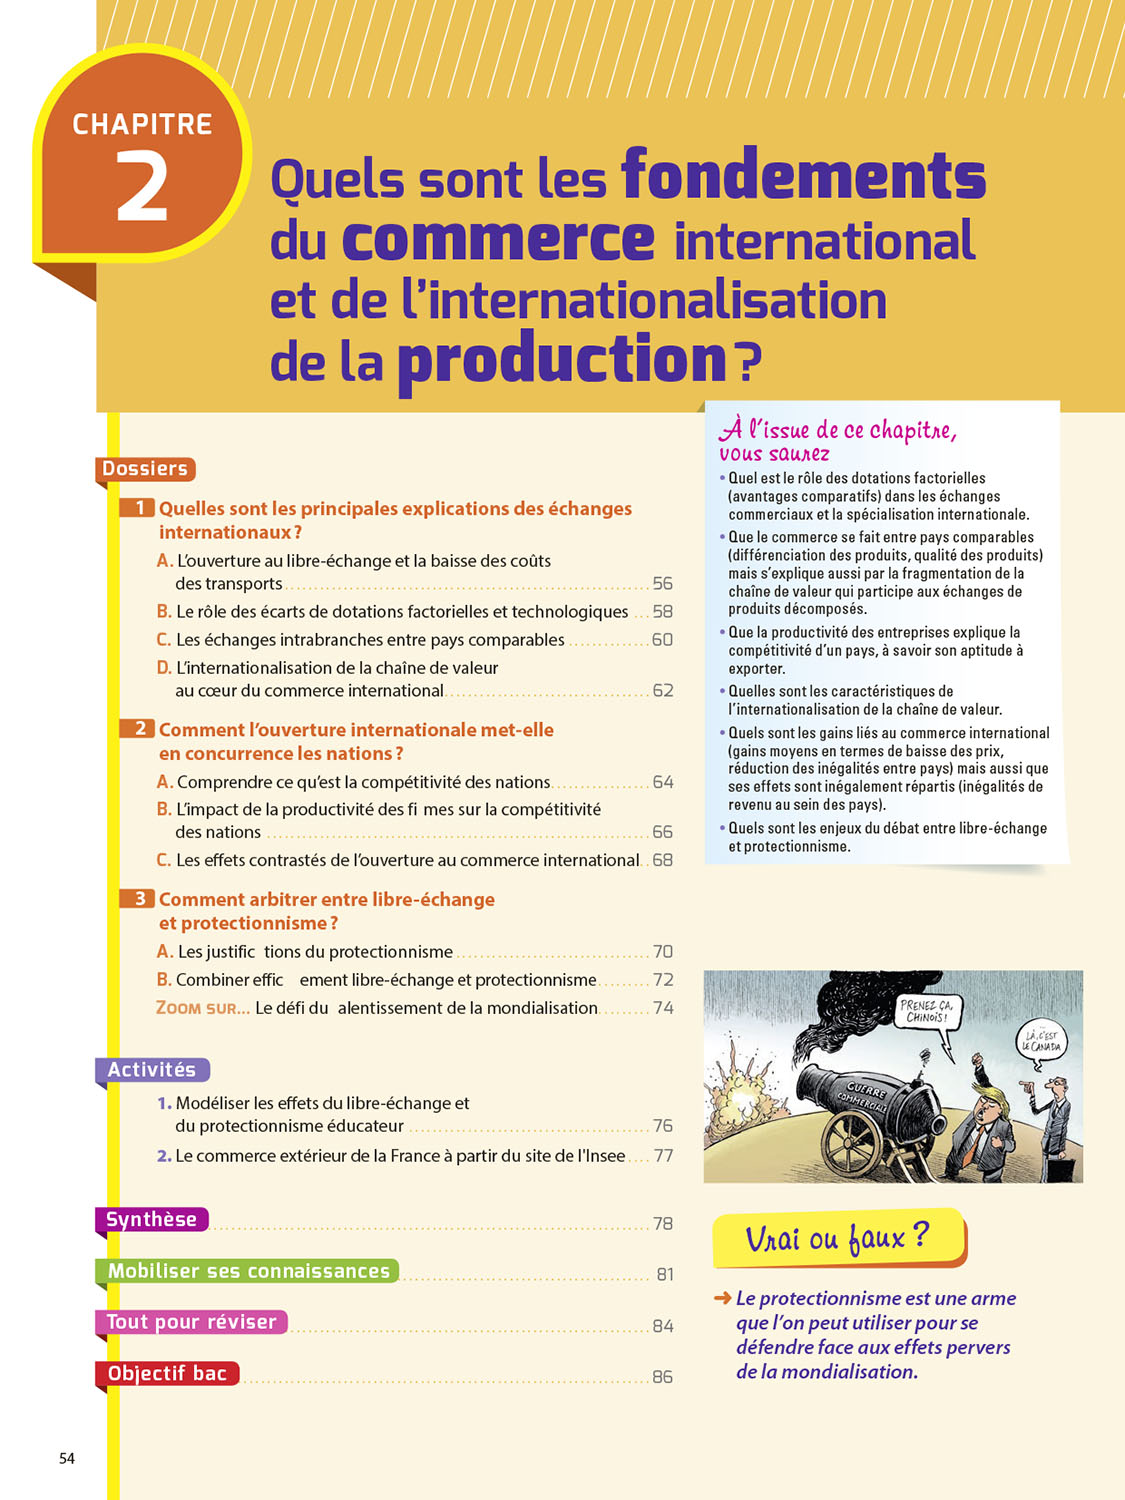 CHAPITRE
2
Quels sont les fondements
du commerce international
et de l'internationalisation
de la production ?
Dossiers
1 Quelles sont les principales explications des échanges
internationaux ?
A. L'ouverture au libre-échange et la baisse des coûts
des transports 56
B. Le rôle des écarts de dotations factorielles et technologiques 58
C. Les échanges intrabranches entre pays comparables 60
D. L'internationalisation de la chaîne de valeur
au cœur du commerce international 62
2 Comment l'ouverture internationale met-elle
en concurrence les nations ?
A. Comprendre ce qu'est la compétitivité des nations 64
B. L'impact de la productivité des fi mes sur la compétitivité
des nations 66
C. Les effets contrastés de l'ouverture au commerce international 68
3 Comment arbitrer entre libre-échange
et protectionnisme ?
A. Les justific tions du protectionnisme 70
B. Combiner effic ement libre-échange et protectionnisme 72
ZOOM SUR... Le défi du alentissement de la mondialisation 74
Activités
1. Modéliser les effets du libre-échange et
du protectionnisme éducateur 76
2. Le commerce extérieur de la France à partir du site de l'Insee 77
Synthèse 78
Mobiliser ses connaissances 81
Tout pour réviser 84
Objectif bac 86
À l'issue de ce chapitre,
vous saurez
• Quel est le rôle des dotations factorielles
(avantages comparatifs) dans les échanges
commerciaux et la spécialisation internationale.
• Que le commerce se fait entre pays comparables
(différenciation des produits, qualité des produits)
mais s'explique aussi par la fragmentation de la
chaîne de valeur qui participe aux échanges de
produits décomposés.
• Que la productivité des entreprises explique la
compétitivité d'un pays, à savoir son aptitude à
exporter.
• Quelles sont les caractéristiques de
l'internationalisation de la chaîne de valeur.
• Quels sont les gains liés au commerce international
(gains moyens en termes de baisse des prix,
réduction des inégalités entre pays) mais aussi que
ses effets sont inégalement répartis (inégalités de
revenu au sein des pays).
• Quels sont les enjeux du débat entre libre-échange
et protectionnisme.
PRENEZ ÇA,
CHINOIS !
... LÀ, C'EST
LE CANADA
GUERRE
COMMERCIALE
Vrai ou faux ?
➜ Le protectionnisme est une arme
que l'on peut utiliser pour se
défendre face aux effets pervers
de la mondialisation.
54